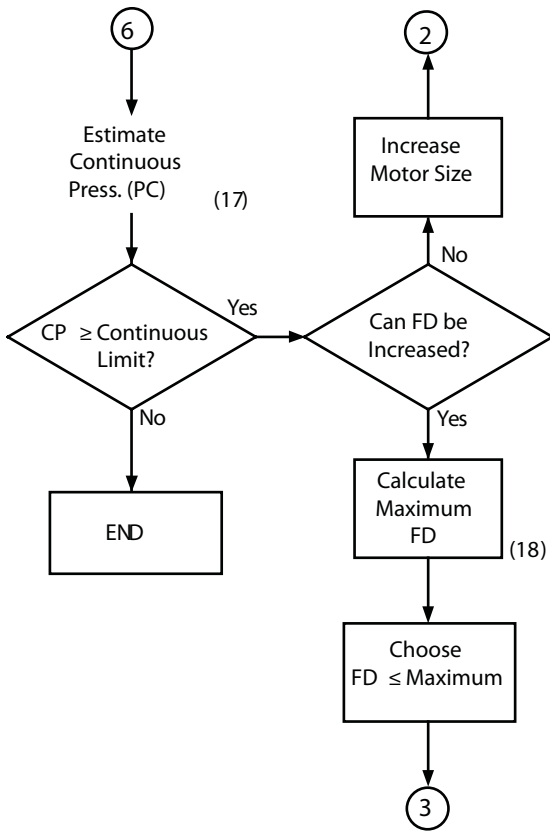 6
Estimate
Continuous
Press. (PC)
(17)
CP ≥ Continuous
Limit?
Yes
No
END
2
Increase
Motor Size
No
Can FD be
Increased?
Yes
Calculate
Maximum
FD
(18)
Choose
FD ≤ Maximum
3